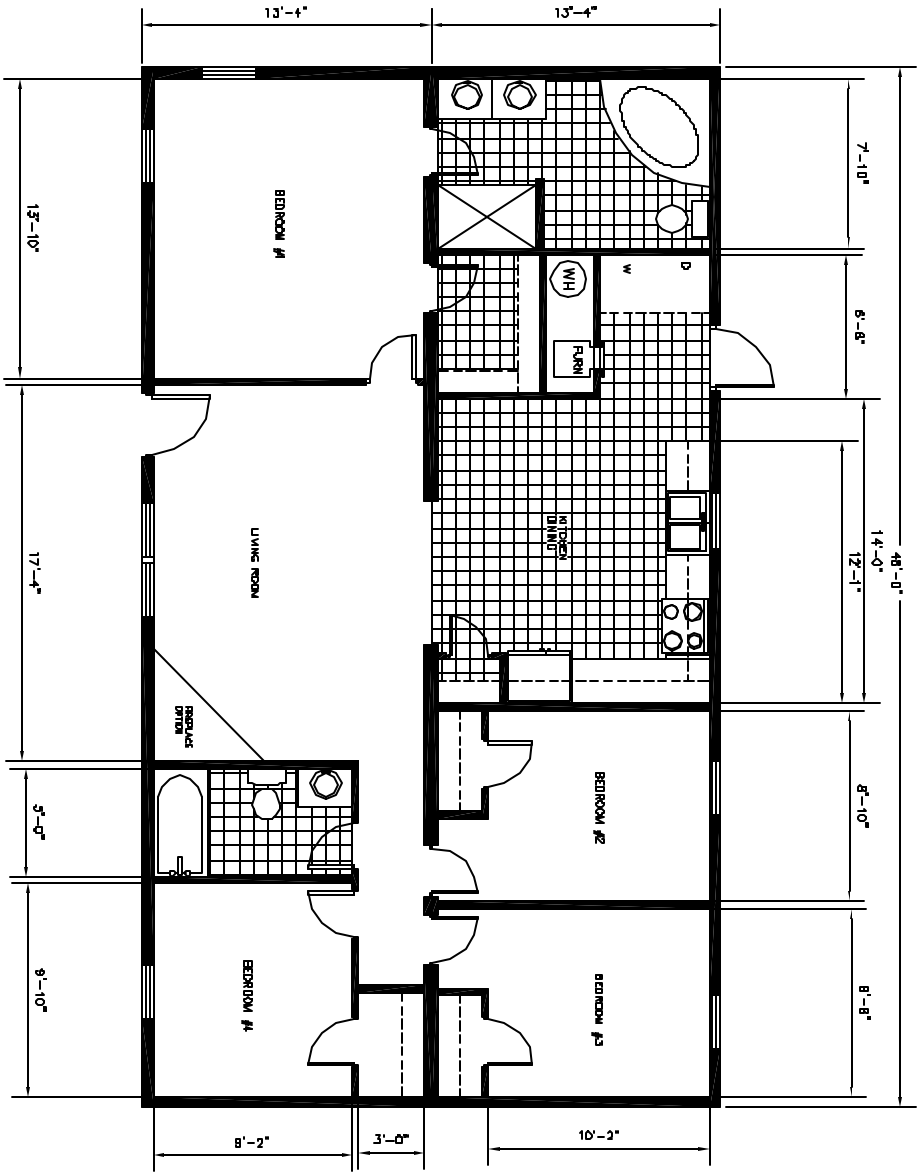 13'-4"
13'-4"
7'-10"
13'-10"
BEDROOM #1
W
D
WH
FURN
6'-8"
48'-0"
14'-0"
12'-1"
KITCHEN
DINING
LIVING ROOM
17'-4"
FIREPLACE
OPTION
5'-0"
BEDROOM #2
8'-10"
9'-10"
BEDROOM #4
BEDROOM #3
8'-8"
8'-2"
3'-0"
10'-2"